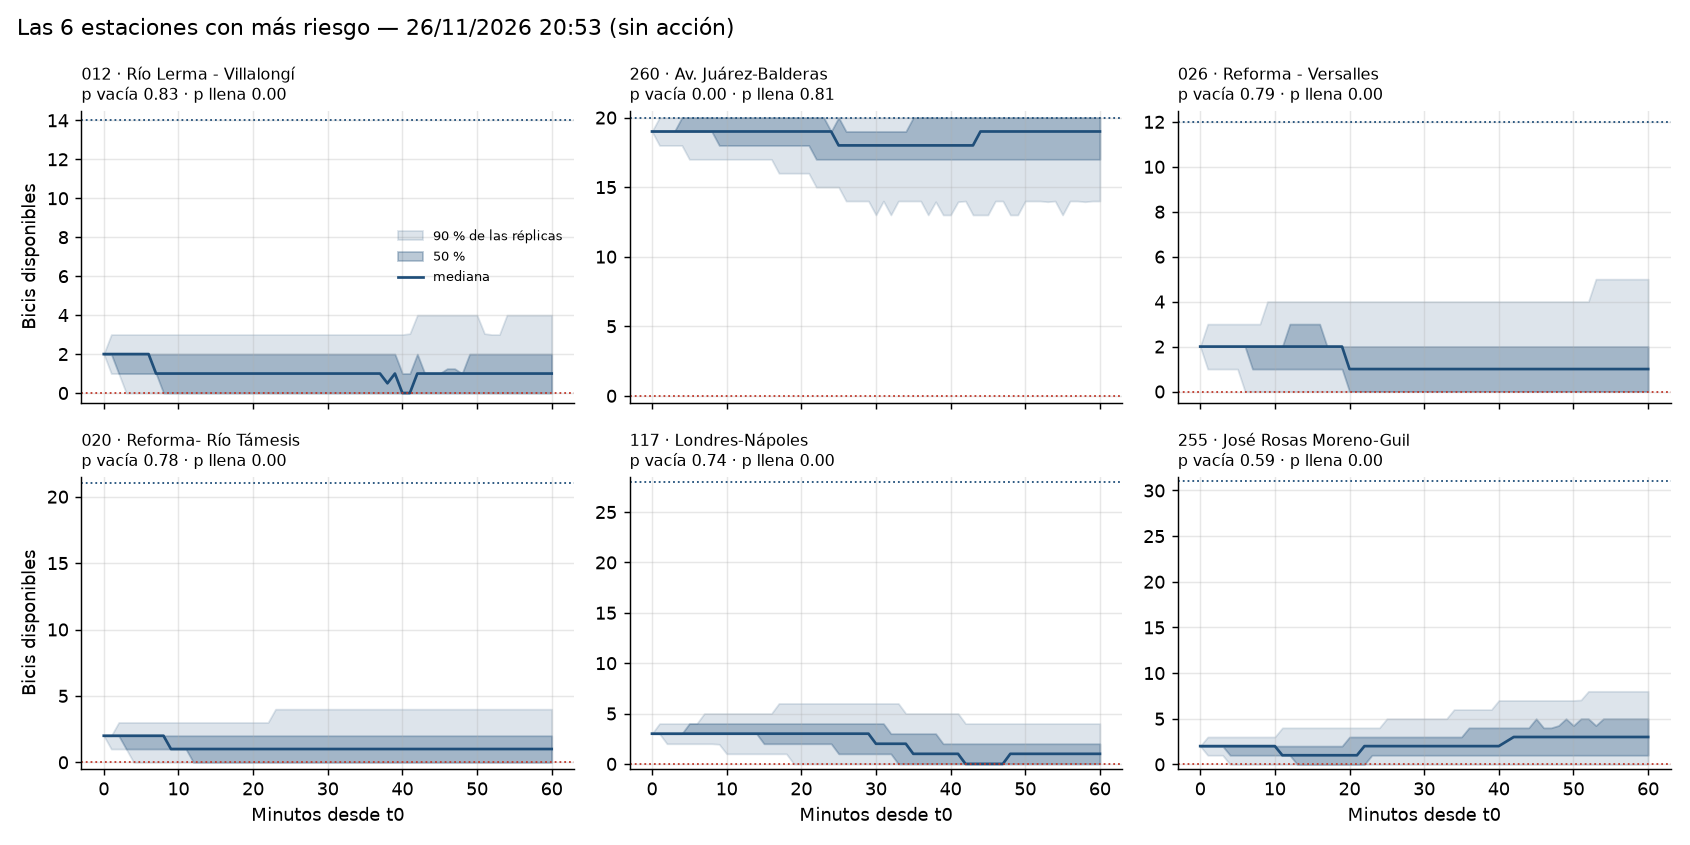 Las 6 estaciones con más riesgo — 26/11/2026 20:53 (sin acción)
012 · Río Lerma - Villalongí
p vacía 0.83 · p llena 0.00
Bicis disponibles
14
12
10
8
6
4
2
0
90 % de las réplicas
50 %
mediana
260 · Av. Juárez-Balderas
p vacía 0.00 · p llena 0.81
20
15
10
5
0
026 · Reforma - Versalles
p vacía 0.79 · p llena 0.00
12
10
8
6
4
2
0
020 · Reforma- Río Támesis
p vacía 0.78 · p llena 0.00
Bicis disponibles
20
15
10
5
0
0 10 20 30 40 50 60
Minutos desde t0
117 · Londres-Nápoles
p vacía 0.74 · p llena 0.00
25
20
15
10
5
0
0 10 20 30 40 50 60
Minutos desde t0
255 · José Rosas Moreno-Guil
p vacía 0.59 · p llena 0.00
30
25
20
15
10
5
0
0 10 20 30 40 50 60
Minutos desde t0